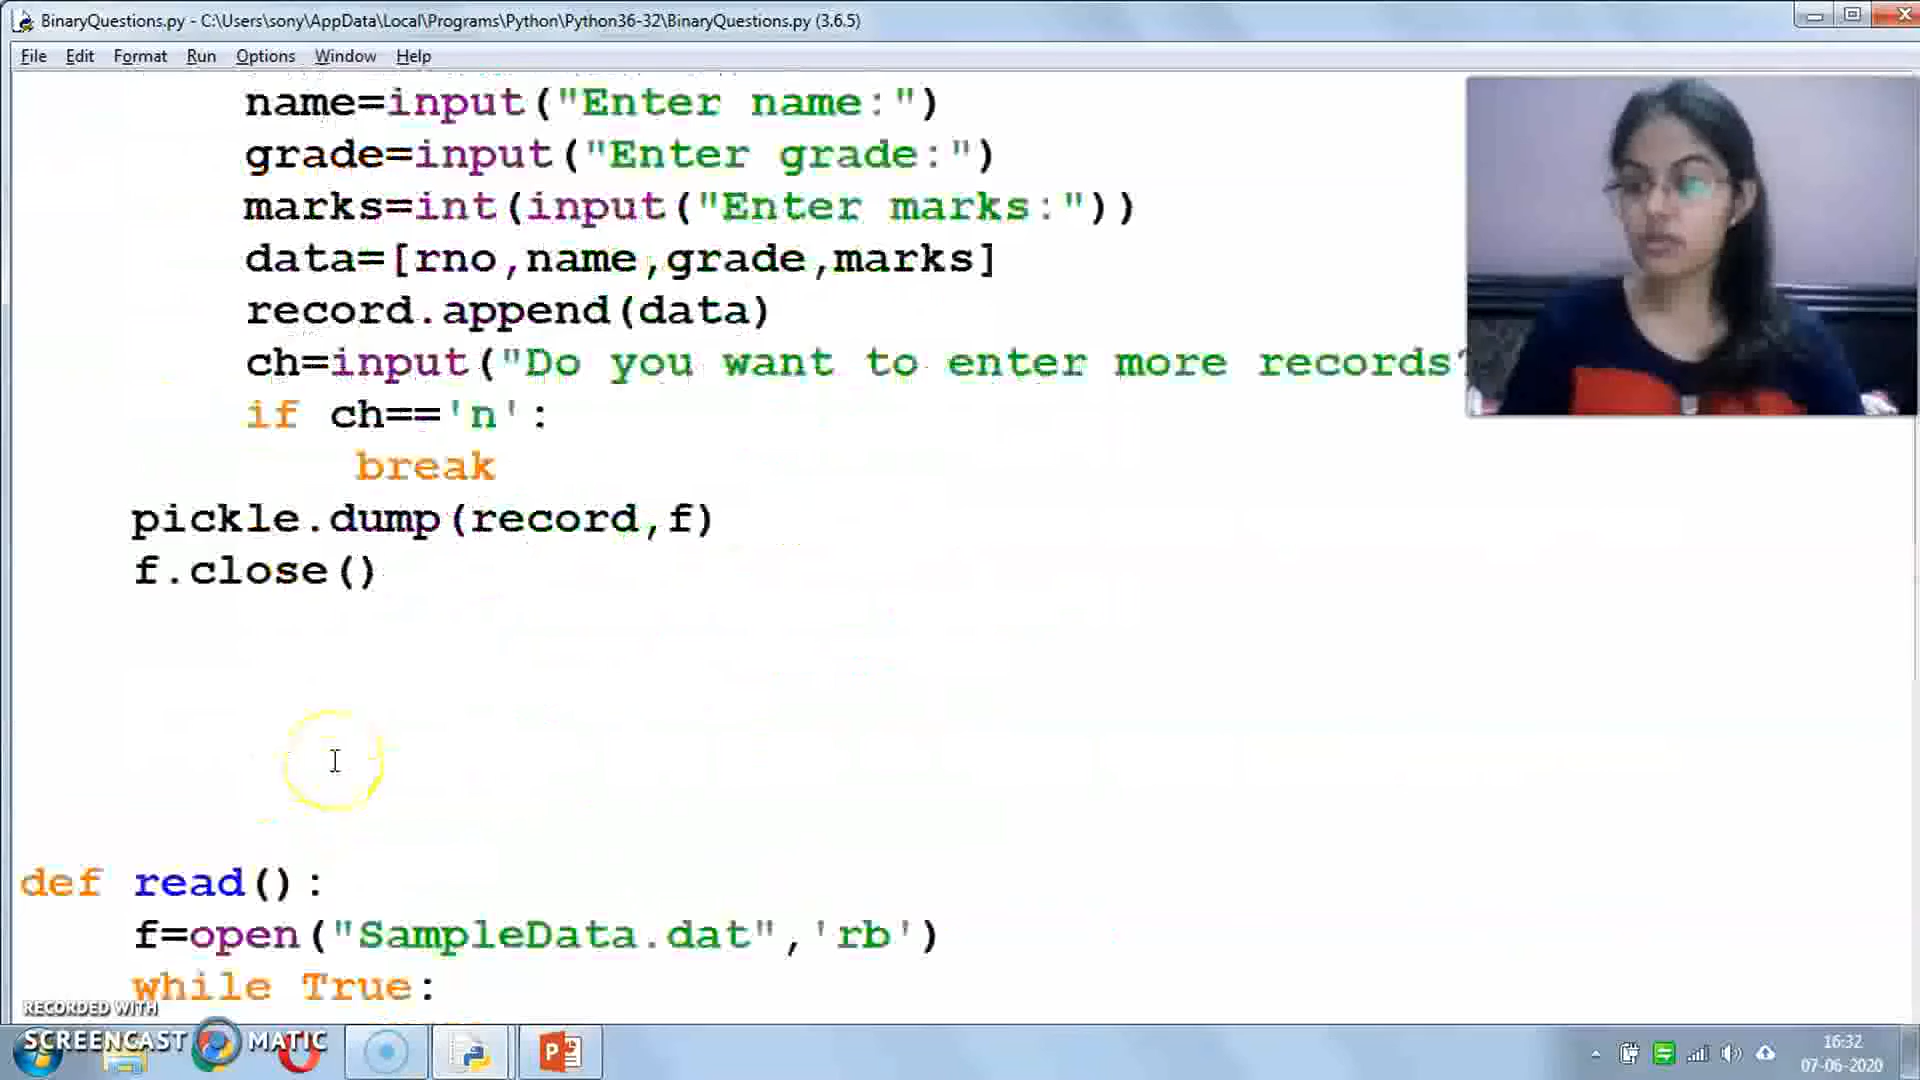 BinaryQuestions.py - C:\Users\sony\AppData\Local\Programs\Python\Python36-32\BinaryQuestions.py (3.6.5)
File Edit Format Run Options Window Help
name=input("Enter name:")
grade=input("Enter grade:")
marks=int(input("Enter marks:"))
data=[rno,name,grade,marks]
record.append(data)
ch=input("Do you want to enter more records?
if ch=='n':
break
pickle.dump(record,f)
f.close()
def read():
f=open("SampleData.dat",'rb')
while True:
RECORDED WITH
SCREENCAST MATIC
16:32
07-06-2020